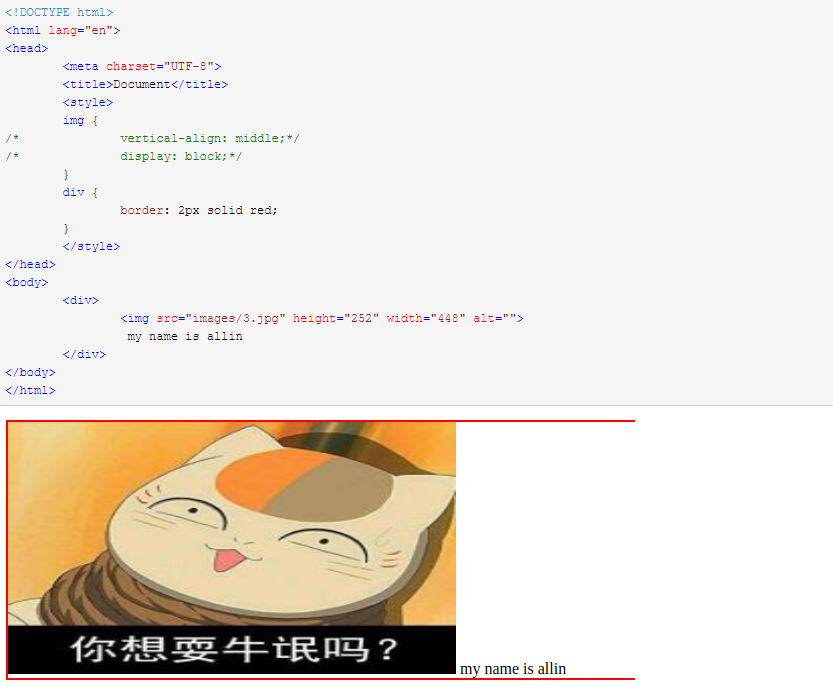 <!DOCTYPE html>
<html lang="en">
<head>
        <meta charset="UTF-8">
        <title>Document</title>
        <style>
        img {
/*              vertical-align: middle;*/
/*              display: block;*/
        }
        div {
                border: 2px solid red;
        }
        </style>
</head>
<body>
        <div>
                <img src="images/3.jpg" height="252" width="448" alt="">
                 my name is allin
        </div>
</body>
</html>
你想耍牛氓吗？
my name is allin